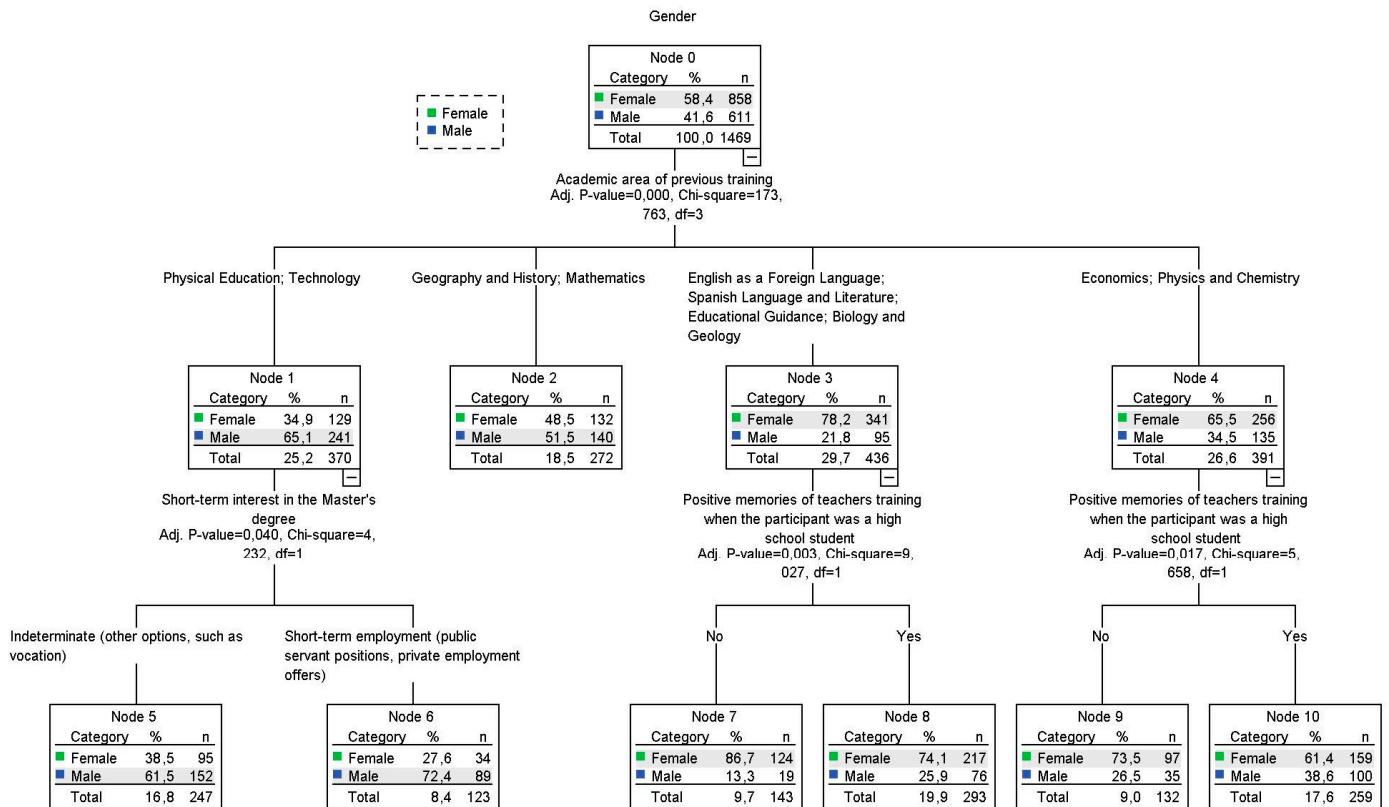 Gender
Female
Male
Node 0
Category % n
Female 58,4 858
Male 41,6 611
Total 100,0 1469
Academic area of previous training
Adj. P-value=0,000, Chi-square=173,
763, df=3
Physical Education; Technology
Geography and History; Mathematics
English as a Foreign Language;
Spanish Language and Literature;
Educational Guidance; Biology and
Geology
Economics; Physics and Chemistry
Node 1
Category % n
Female 34,9 129
Male 65,1 241
Total 25,2 370
Node 2
Category % n
Female 48,5 132
Male 51,5 140
Total 18,5 272
Node 3
Category % n
Female 78,2 341
Male 21,8 95
Total 29,7 436
Node 4
Category % n
Female 65,5 256
Male 34,5 135
Total 26,6 391
Short-term interest in the Master's
degree
Adj. P-value=0,040, Chi-square=4,
232, df=1
Positive memories of teachers training
when the participant was a high
school student
Adj. P-value=0,003, Chi-square=9,
027, df=1
Positive memories of teachers training
when the participant was a high
school student
Adj. P-value=0,017, Chi-square=5,
658, df=1
Indeterminate (other options, such as
vocation)
Short-term employment (public
servant positions, private employment
offers)
No
Yes
No
Yes
Node 5
Category % n
Female 38,5 95
Male 61,5 152
Total 16,8 247
Node 6
Category % n
Female 27,6 34
Male 72,4 89
Total 8,4 123
Node 7
Category % n
Female 86,7 124
Male 13,3 19
Total 9,7 143
Node 8
Category % n
Female 74,1 217
Male 25,9 76
Total 19,9 293
Node 9
Category % n
Female 73,5 97
Male 26,5 35
Total 9,0 132
Node 10
Category % n
Female 61,4 159
Male 38,6 100
Total 17,6 259